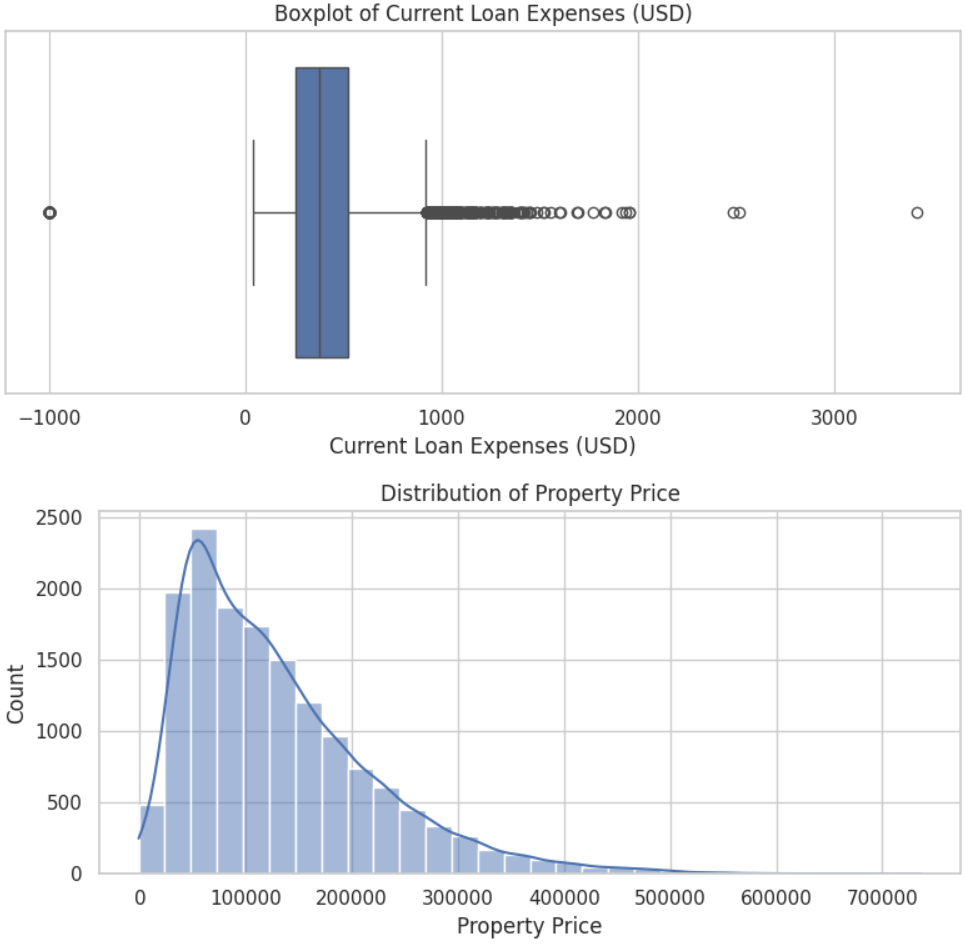 Boxplot of Current Loan Expenses (USD)
−1000 0 1000 2000 3000
Current Loan Expenses (USD)
Distribution of Property Price
2500
2000
1500
1000
500
0
Count
0 100000 200000 300000 400000 500000 600000 700000
Property Price